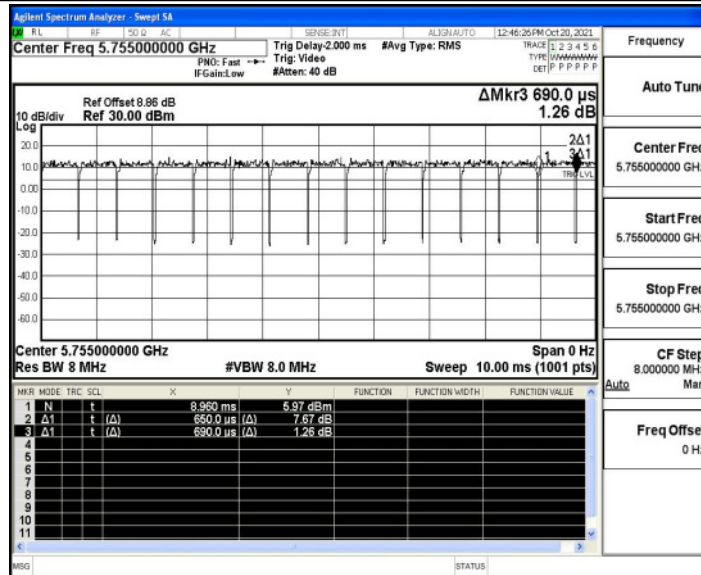 Agilent Spectrum Analyzer - Swept SA
RL RF 50 Ω AC SENSE:INT ALIGNAUTO 12:46:26 PM Oct 20, 2021
Center Freq 5.755000000 GHz Trig Delay-2.000 ms #Avg Type: RMS TRACE 1 2 3 4 5 6
PNO: Fast Trig: Video TYPE WWWWWW
IFGain:Low #Atten: 40 dB DET P P P P P P
Ref Offset 8.86 dB ΔMkr3 690.0 µs
10 dB/div Ref 30.00 dBm 1.26 dB
Log
20.0
10.0
0.00
-10.0
-20.0
-30.0
-40.0
-50.0
-60.0
2Δ1
1 3Δ1
TRIG LVL
Center 5.755000000 GHz Span 0 Hz
Res BW 8 MHz #VBW 8.0 MHz Sweep 10.00 ms (1001 pts)
MKR MODE TRC SCL X Y FUNCTION FUNCTION WIDTH FUNCTION VALUE
1 N t 8.960 ms 5.97 dBm
2 Δ1 t (Δ) 650.0 µs (Δ) 7.67 dB
3 Δ1 t (Δ) 690.0 µs (Δ) 1.26 dB
4
5
6
7
8
9
10
11
MSG STATUS
Frequency
Auto Tune
Center Freq
5.755000000 GHz
Start Freq
5.755000000 GHz
Stop Freq
5.755000000 GHz
CF Step
8.000000 MHz
Auto Man
Freq Offset
0 Hz